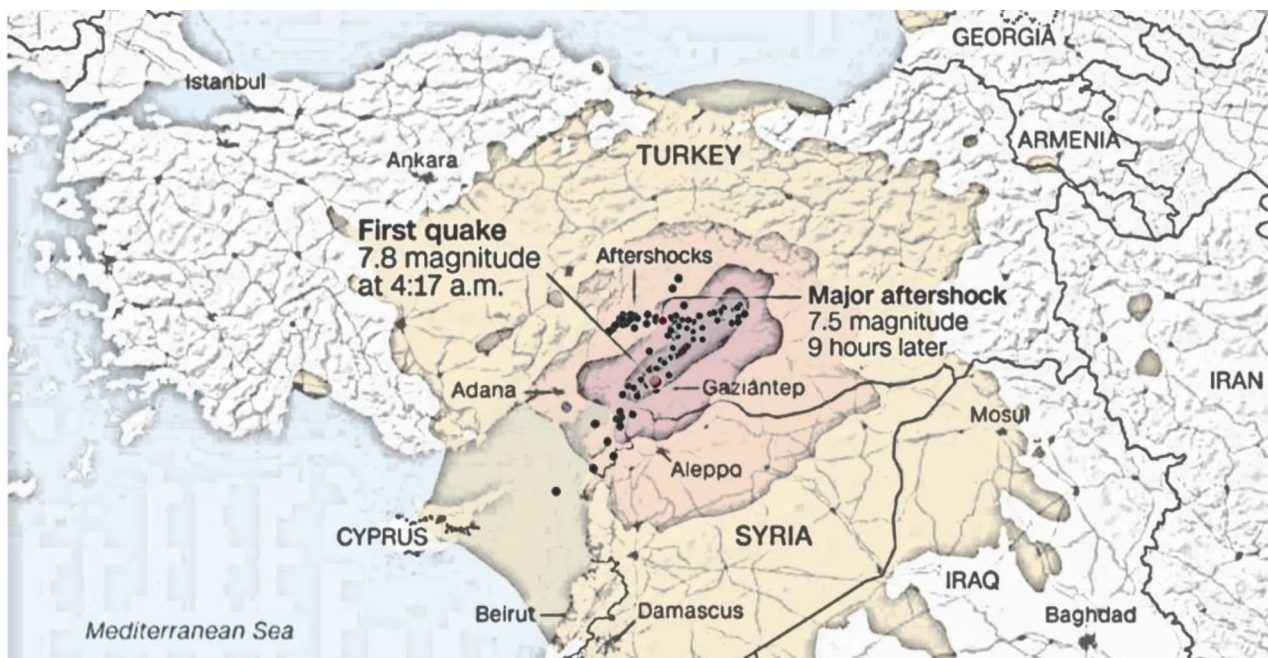 GEORGIA
Istanbul
ARMENIA
Ankara
TURKEY
First quake
7.8 magnitude
at 4:17 a.m.
Aftershocks
Major aftershock
7.5 magnitude
9 hours later
Adana
Gaziantep
IRAN
Mosul
Aleppo
CYPRUS
SYRIA
IRAQ
Beirut
Damascus
Baghdad
Mediterranean Sea